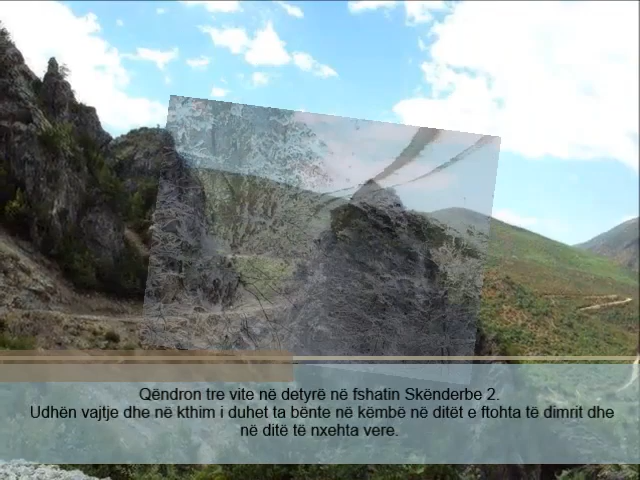 Qëndron tre vite në detyrë në fshatin Skënderbe 2.
Udhën vajtje dhe në kthim i duhet ta bënte në këmbë në ditët e ftohta të dimrit dhe
në ditë të nxehta vere.